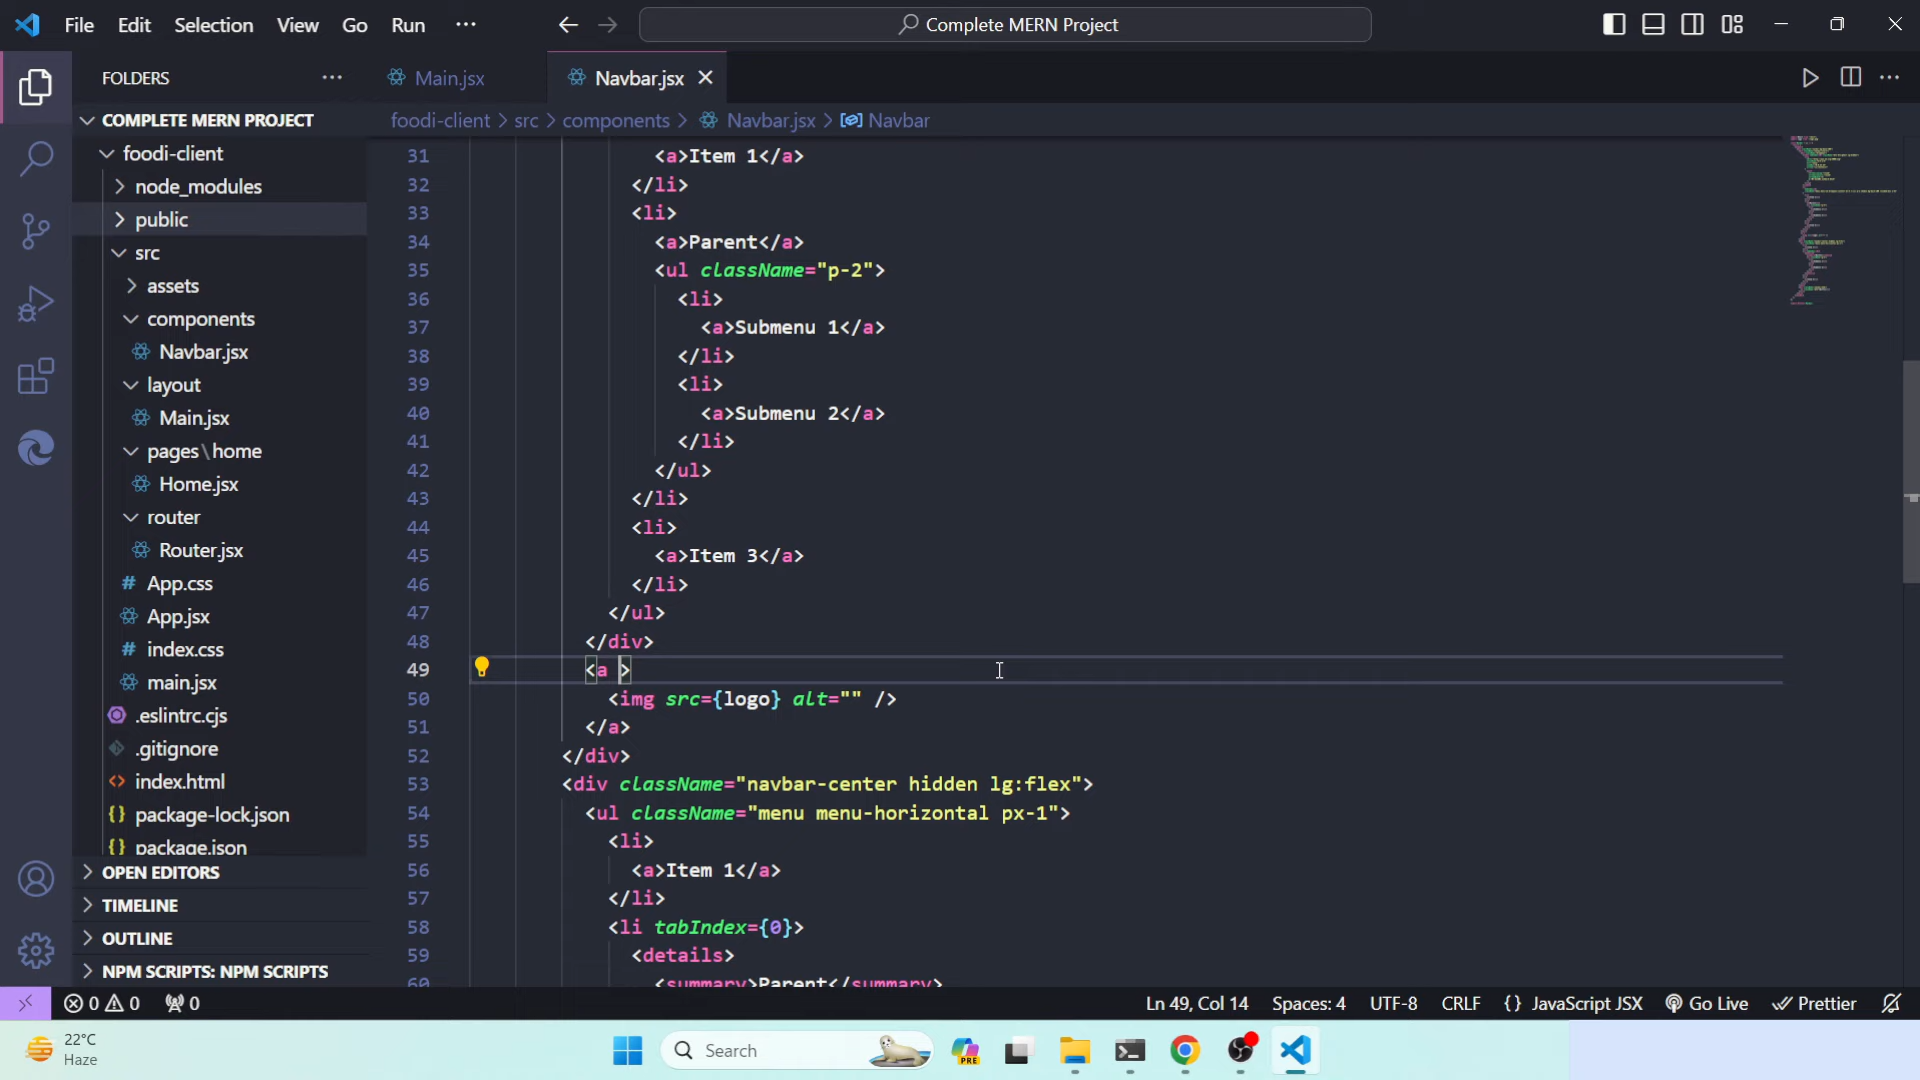 File Edit Selection View Go Run ···
Complete MERN Project
FOLDERS ···
Main.jsx
Navbar.jsx
COMPLETE MERN PROJECT
foodi-client > src > components > Navbar.jsx > Navbar
foodi-client
node_modules
public
src
assets
components
Navbar.jsx
layout
Main.jsx
pages\home
Home.jsx
router
Router.jsx
App.css
App.jsx
index.css
main.jsx
.eslintrc.cjs
.gitignore
index.html
package-lock.json
package.json
OPEN EDITORS
TIMELINE
OUTLINE
NPM SCRIPTS: NPM SCRIPTS
31 <a>Item 1</a>
32 </li>
33 <li>
34 <a>Parent</a>
35 <ul className="p-2">
36 <li>
37 <a>Submenu 1</a>
38 </li>
39 <li>
40 <a>Submenu 2</a>
41 </li>
42 </ul>
43 </li>
44 <li>
45 <a>Item 3</a>
46 </li>
47 </ul>
48 </div>
49 <a >
50 <img src={logo} alt="" />
51 </a>
52 </div>
53 <div className="navbar-center hidden lg:flex">
54 <ul className="menu menu-horizontal px-1">
55 <li>
56 <a>Item 1</a>
57 </li>
58 <li tabIndex={0}>
59 <details>
60 <summary>Parent</summary>
0 0 0
Ln 49, Col 14 Spaces: 4 UTF-8 CRLF {} JavaScript JSX Go Live Prettier
22°C
Haze
Search
PRE